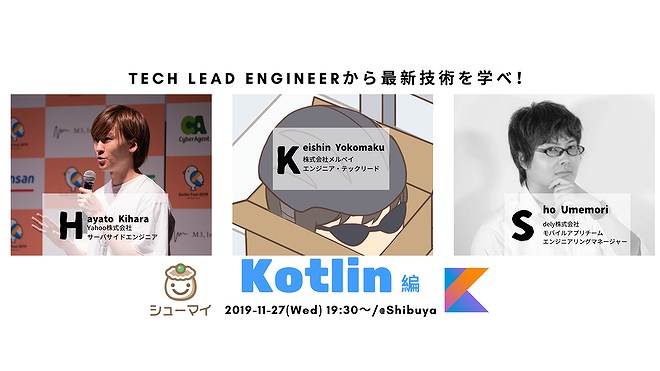 TECH LEAD ENGINEERから最新技術を学べ!
CyberAgent
M3, I
nsan
M3, I
Hayato Kihara
Yahoo株式会社
サーバサイドエンジニア
Keishin Yokomaku
株式会社メルペイ
エンジニア・テックリード
Sho Umemori
dely株式会社
モバイルアプリチーム
エンジニアリングマネージャー
Kotlin 編
シューマイ
2019-11-27(Wed) 19:30〜/@Shibuya